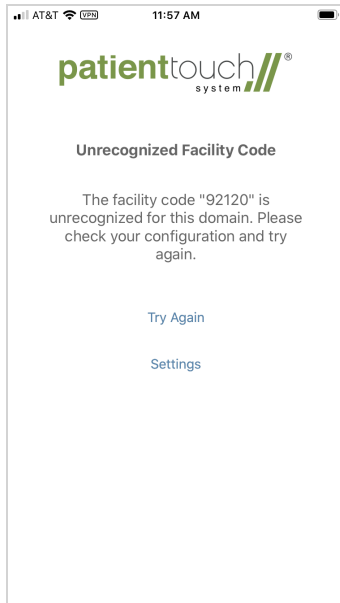 AT&T VPN 11:57 AM
patienttouch®
system
Unrecognized Facility Code
The facility code "92120" is
unrecognized for this domain. Please
check your configuration and try
again.
Try Again
Settings